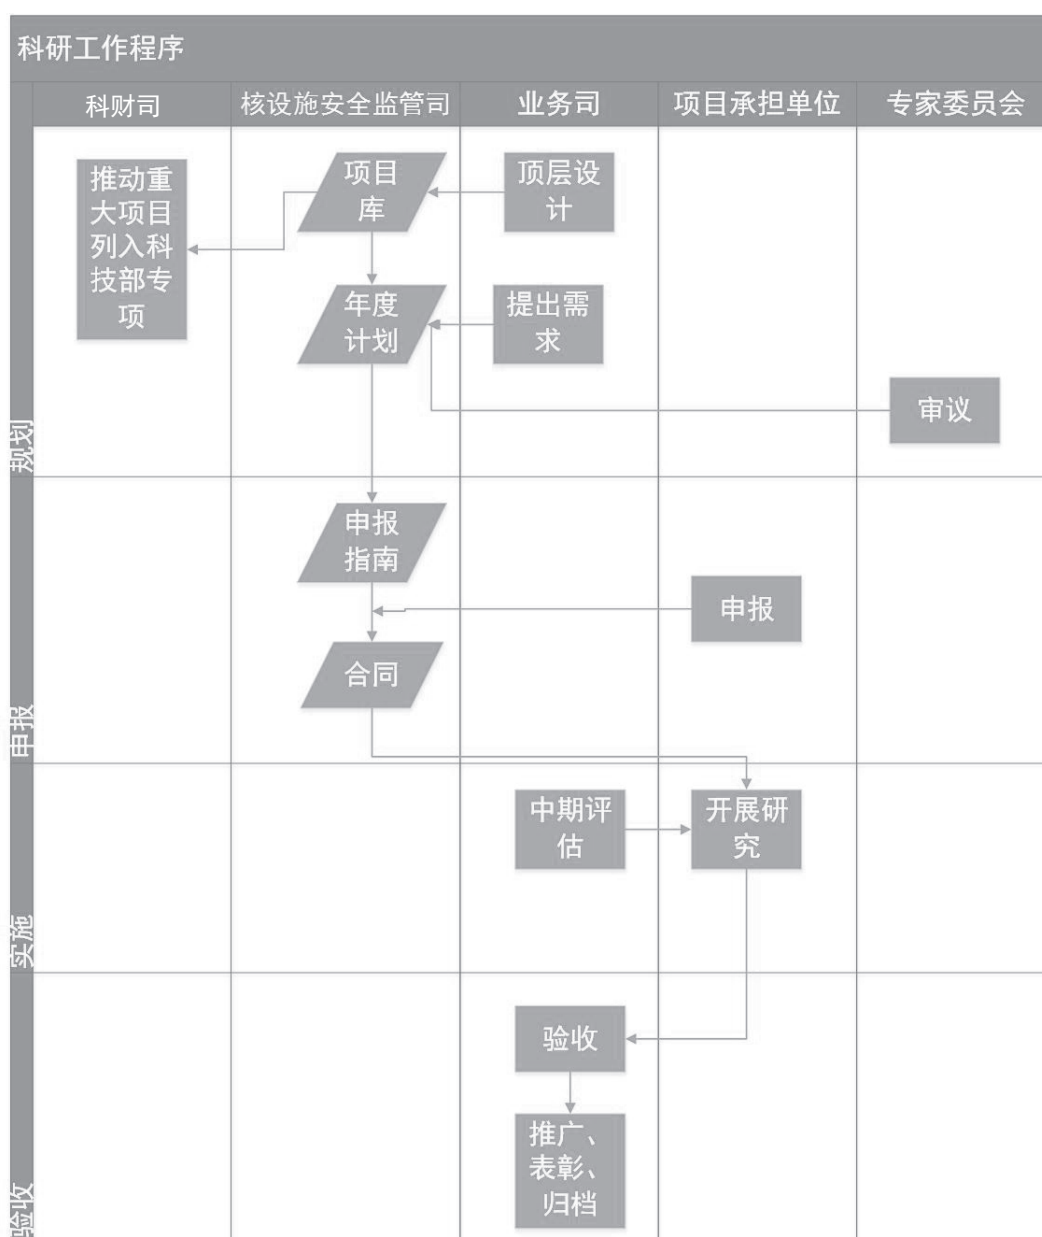 科研工作程序
科财司
核设施安全监管司
业务司
项目承担单位
专家委员会
规划
推动重
大项目
列入科
技部专
项
项目
库
顶层设
计
年度
计划
提出需
求
审议
申报
申报
指南
申报
合同
实施
中期评
估
开展研
究
验收
验收
推广、
表彰、
归档